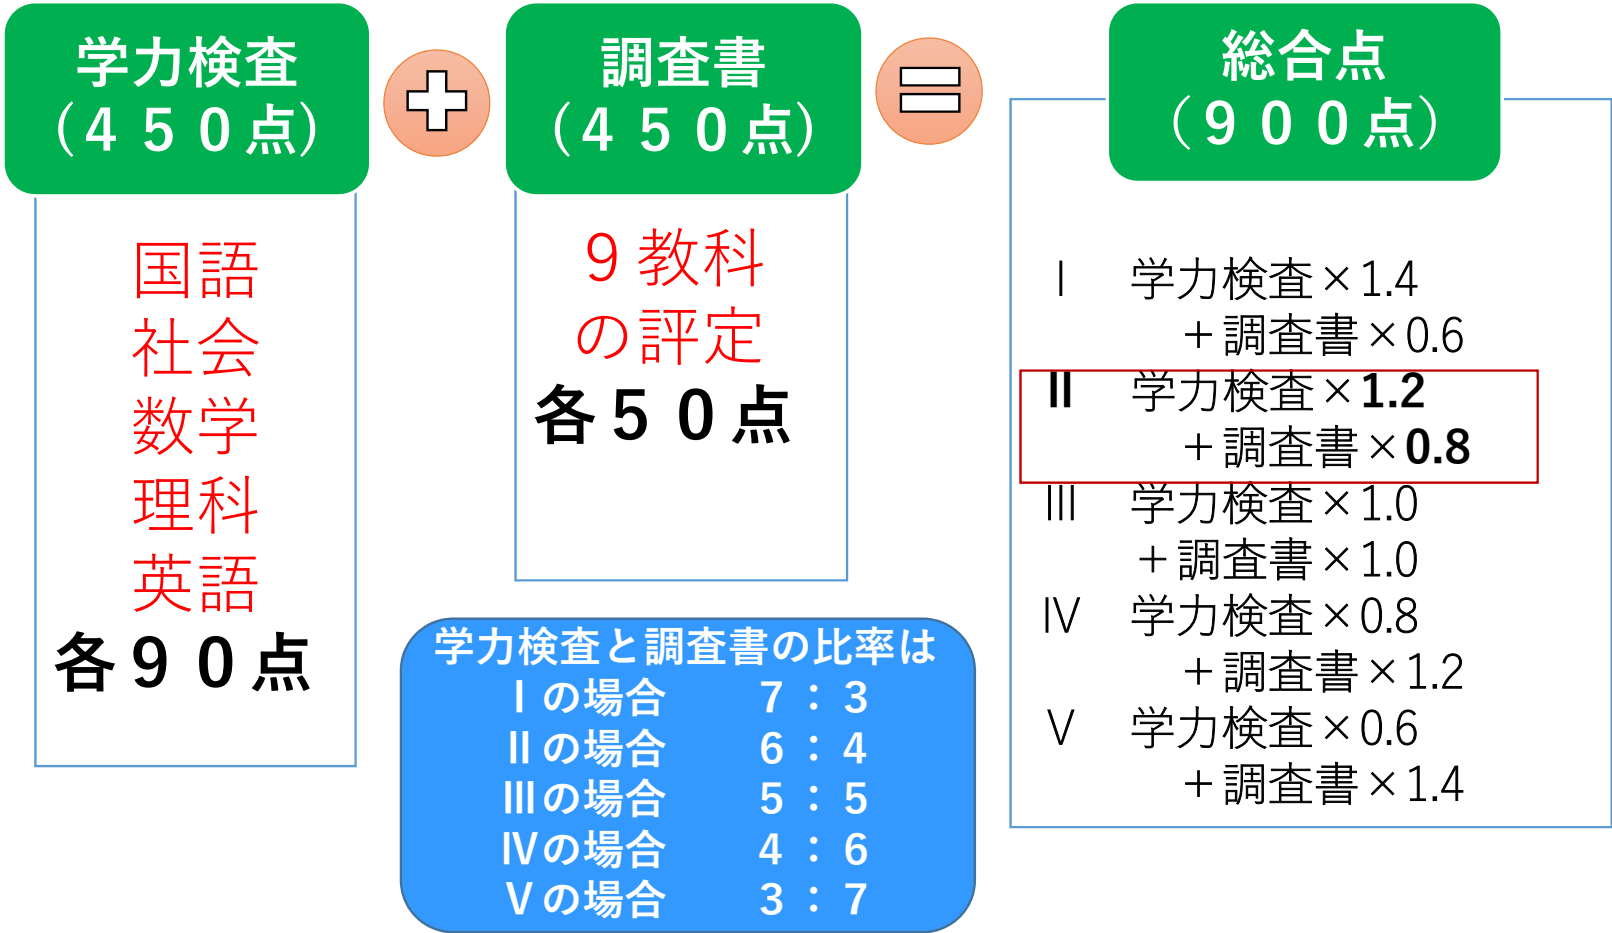 学力検査
（４５０点）
国語
社会
数学
理科
英語
各９０点
調査書
（４５０点）
９教科
の評定
各５０点
総合点
（９００点）
Ⅰ　学力検査×1.4
＋調査書×0.6
Ⅱ　学力検査×1.2
＋調査書×0.8
Ⅲ　学力検査×1.0
＋調査書×1.0
Ⅳ　学力検査×0.8
＋調査書×1.2
Ⅴ　学力検査×0.6
＋調査書×1.4
学力検査と調査書の比率は
Ⅰの場合　７：３
Ⅱの場合　６：４
Ⅲの場合　５：５
Ⅳの場合　４：６
Ⅴの場合　３：７